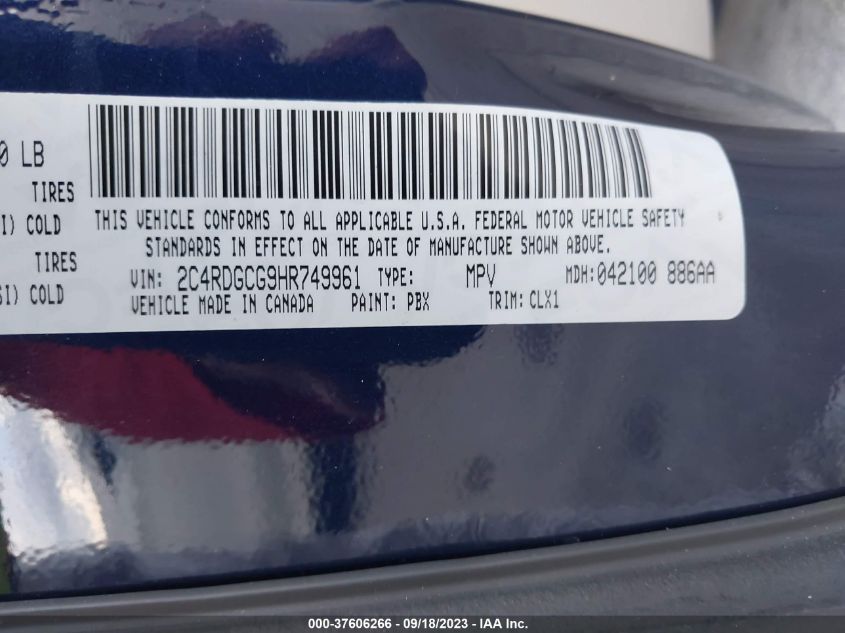 0 LB
TIRES
I) COLD
TIRES
SI) COLD
THIS VEHICLE CONFORMS TO ALL APPLICABLE U.S.A. FEDERAL MOTOR VEHICLE SAFETY
STANDARDS IN EFFECT ON THE DATE OF MANUFACTURE SHOWN ABOVE.
VIN: 2C4RDGCG9HR749961 TYPE: MPV MDH:042100 886AA
VEHICLE MADE IN CANADA PAINT: PBX TRIM: CLX1
000-37606266 - 09/18/2023 - IAA Inc.